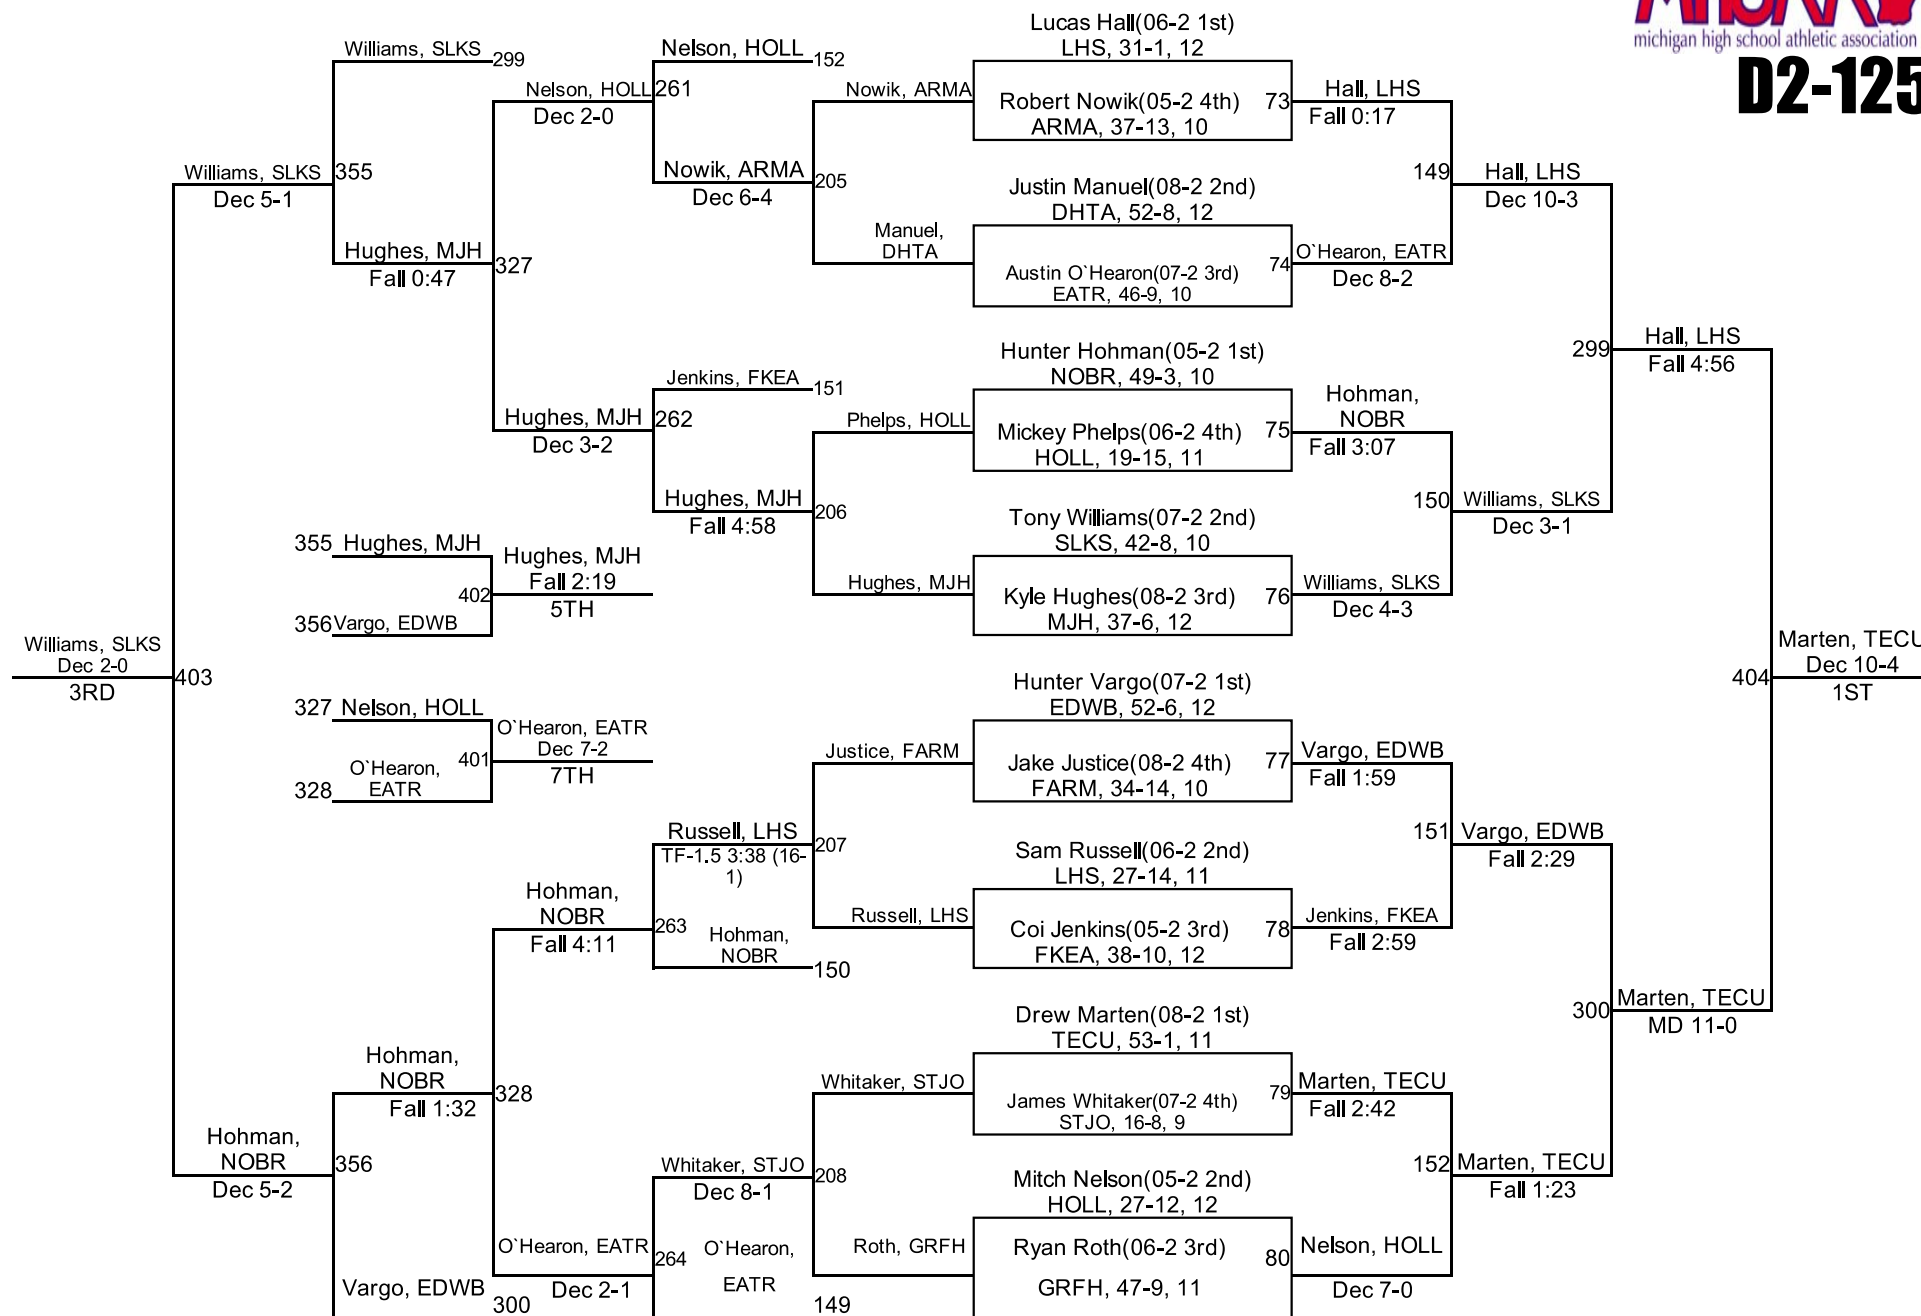 MHSAA
michigan high school athletic association
D2-125
Williams, SLKS
299
Nelson, HOLL
152
Nelson, HOLL
261
Dec 2-0
Nowik, ARMA
Lucas Hall(06-2 1st)
LHS, 31-1, 12
Robert Nowik(05-2 4th)
ARMA, 37-13, 10
73
Hall, LHS
Fall 0:17
Williams, SLKS
Dec 5-1
355
Nowik, ARMA
Dec 6-4
205
Justin Manuel(08-2 2nd)
DHTA, 52-8, 12
149
Hall, LHS
Dec 10-3
Hughes, MJH
Fall 0:47
327
Manuel,
DHTA
Austin O`Hearon(07-2 3rd)
EATR, 46-9, 10
74
O`Hearon, EATR
Dec 8-2
Hunter Hohman(05-2 1st)
NOBR, 49-3, 10
299
Hall, LHS
Fall 4:56
Jenkins, FKEA
151
Hughes, MJH
262
Dec 3-2
Phelps, HOLL
Mickey Phelps(06-2 4th)
HOLL, 19-15, 11
75
Hohman,
NOBR
Fall 3:07
Hughes, MJH
Fall 4:58
206
Tony Williams(07-2 2nd)
SLKS, 42-8, 10
150
Williams, SLKS
Dec 3-1
355
Hughes, MJH
Hughes, MJH
Fall 2:19
402
5TH
356
Vargo, EDWB
Hughes, MJH
Kyle Hughes(08-2 3rd)
MJH, 37-6, 12
76
Williams, SLKS
Dec 4-3
Williams, SLKS
Dec 2-0
3RD
403
404
Marten, TECU
Dec 10-4
1ST
327
Nelson, HOLL
O`Hearon, EATR
Dec 7-2
401
7TH
328
O`Hearon,
EATR
Hunter Vargo(07-2 1st)
EDWB, 52-6, 12
Justice, FARM
Jake Justice(08-2 4th)
FARM, 34-14, 10
77
Vargo, EDWB
Fall 1:59
Russell, LHS
TF-1.5 3:38 (16-
1)
207
Sam Russell(06-2 2nd)
LHS, 27-14, 11
151
Vargo, EDWB
Fall 2:29
Hohman,
NOBR
Fall 4:11
263
Hohman,
NOBR
150
Russell, LHS
Coi Jenkins(05-2 3rd)
FKEA, 38-10, 12
78
Jenkins, FKEA
Fall 2:59
Drew Marten(08-2 1st)
TECU, 53-1, 11
300
Marten, TECU
MD 11-0
Hohman,
NOBR
Fall 1:32
328
Whitaker, STJO
James Whitaker(07-2 4th)
STJO, 16-8, 9
79
Marten, TECU
Fall 2:42
Hohman,
NOBR
Dec 5-2
356
Whitaker, STJO
Dec 8-1
208
Mitch Nelson(05-2 2nd)
HOLL, 27-12, 12
152
Marten, TECU
Fall 1:23
O`Hearon, EATR
Dec 2-1
264
O`Hearon,
EATR
149
Roth, GRFH
Ryan Roth(06-2 3rd)
GRFH, 47-9, 11
80
Nelson, HOLL
Dec 7-0
Vargo, EDWB
300